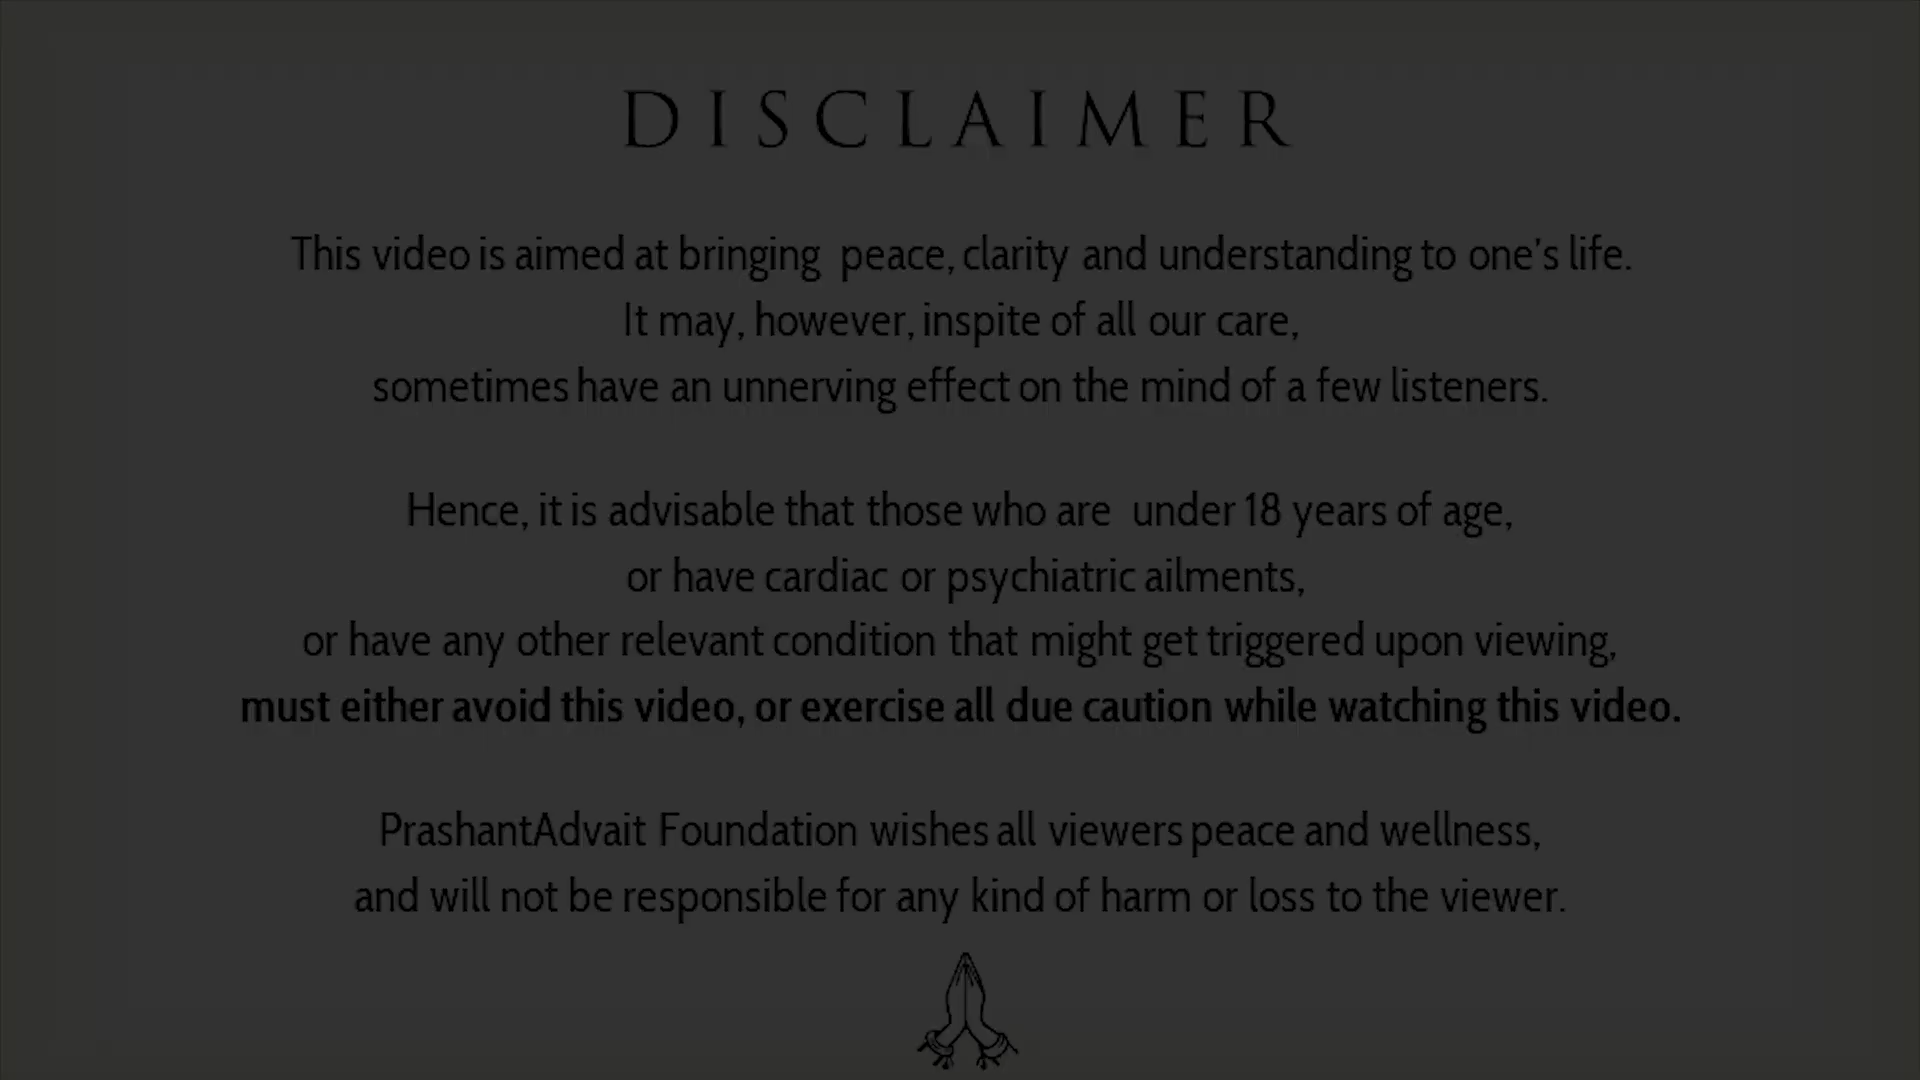 DISCLAIMER
This video is aimed at bringing peace, clarity and understanding to one's life.
It may, however, inspite of all our care,
sometimes have an unnerving effect on the mind of a few listeners.
Hence, it is advisable that those who are under 18 years of age,
or have cardiac or psychiatric ailments,
or have any other relevant condition that might get triggered upon viewing,
must either avoid this video, or exercise all due caution while watching this video.
PrashantAdvait Foundation wishes all viewers peace and wellness,
and will not be responsible for any kind of harm or loss to the viewer.